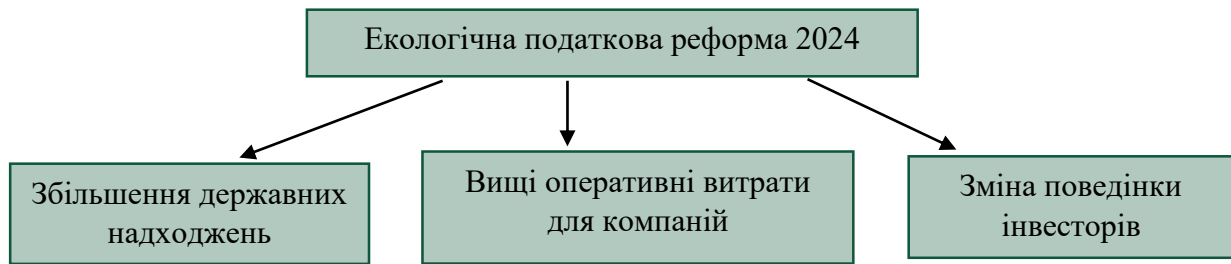 Екологічна податкова реформа 2024
Збільшення державних
надходжень
Вищі оперативні витрати
для компаній
Зміна поведінки
інвесторів